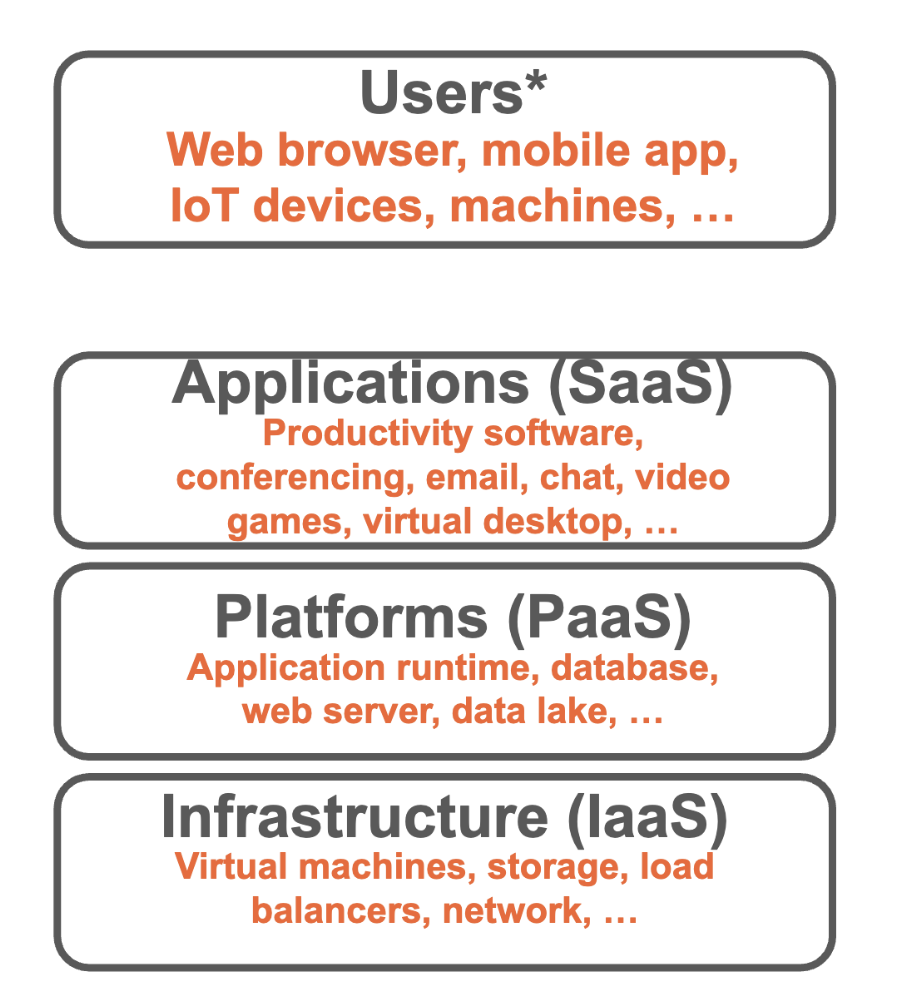 Users*
Web browser, mobile app,
IoT devices, machines, …
Applications (SaaS)
Productivity software,
conferencing, email, chat, video
games, virtual desktop, …
Platforms (PaaS)
Application runtime, database,
web server, data lake, …
Infrastructure (IaaS)
Virtual machines, storage, load
balancers, network, …